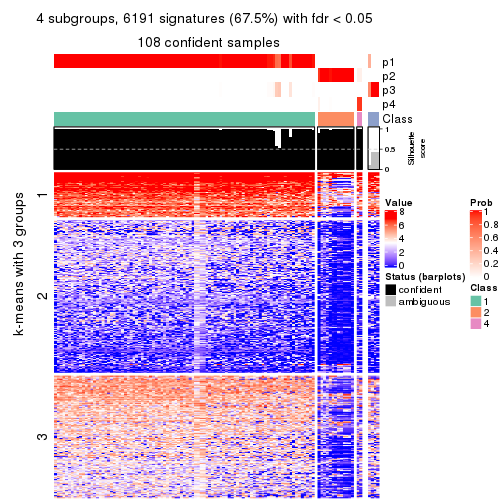 4 subgroups, 6191 signatures (67.5%) with fdr < 0.05
108 confident samples
p1
p2
p3
p4
Class
1
0.5
0
Silhouette
score
k-means with 3 groups
1
2
3
Value
8
6
4
2
0
Status (barplots)
confident
ambiguous
Prob
1
0.8
0.6
0.4
0.2
0
Class
1
2
4